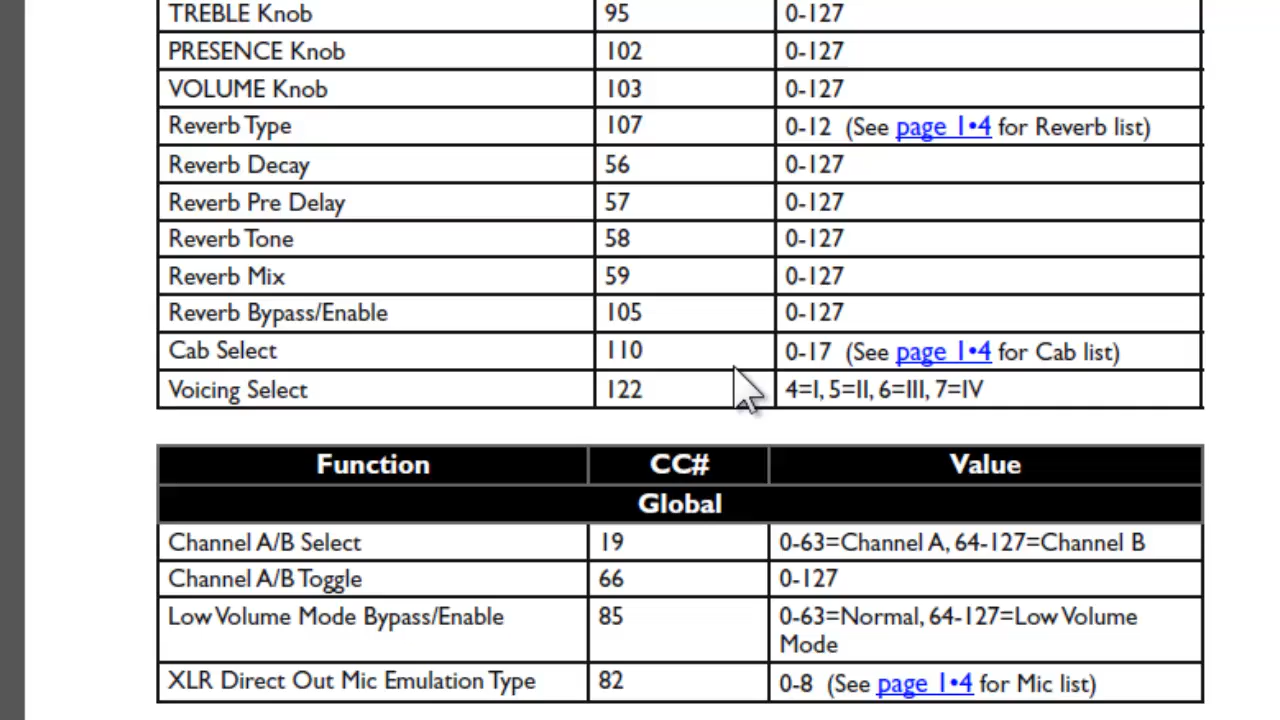 TREBLE Knob 95 0-127
PRESENCE Knob 102 0-127
VOLUME Knob 103 0-127
Reverb Type 107 0-12 (See page 1•4 for Reverb list)
Reverb Decay 56 0-127
Reverb Pre Delay 57 0-127
Reverb Tone 58 0-127
Reverb Mix 59 0-127
Reverb Bypass/Enable 105 0-127
Cab Select 110 0-17 (See page 1•4 for Cab list)
Voicing Select 122 4=I, 5=II, 6=III, 7=IV
Function CC# Value
Global
Channel A/B Select 19 0-63=Channel A, 64-127=Channel B
Channel A/B Toggle 66 0-127
Low Volume Mode Bypass/Enable 85 0-63=Normal, 64-127=Low Volume
Mode
XLR Direct Out Mic Emulation Type 82 0-8 (See page 1•4 for Mic list)